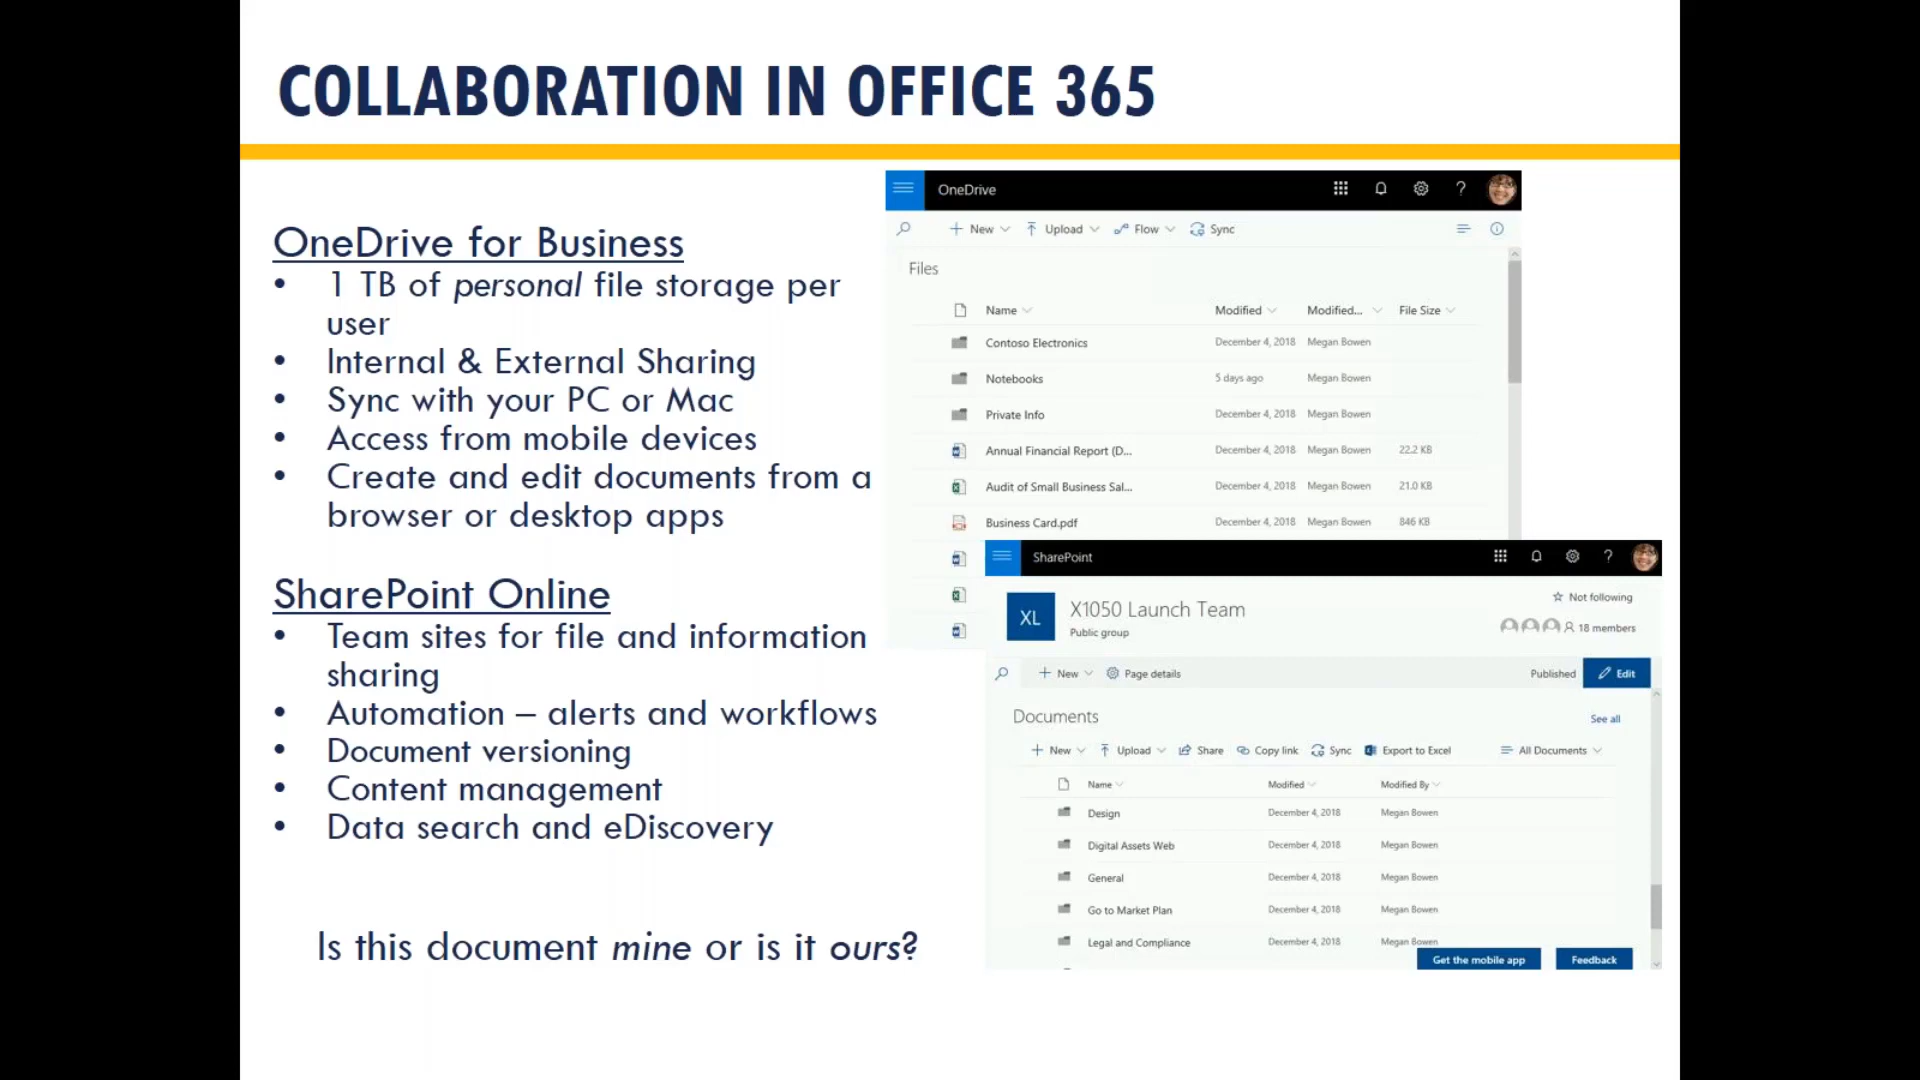 COLLABORATION IN OFFICE 365
OneDrive for Business
• 1 TB of personal file storage per
user
• Internal & External Sharing
• Sync with your PC or Mac
• Access from mobile devices
• Create and edit documents from a
browser or desktop apps
SharePoint Online
• Team sites for file and information
sharing
• Automation – alerts and workflows
• Document versioning
• Content management
• Data search and eDiscovery
Is this document mine or is it ours?
OneDrive ?
New Upload Flow Sync
Files
Name Modified Modified... File Size
Contoso Electronics December 4, 2018 Megan Bowen
Notebooks 5 days ago Megan Bowen
Private Info December 4, 2018 Megan Bowen
Annual Financial Report (D... December 4, 2018 Megan Bowen 22.2 KB
Audit of Small Business Sal... December 4, 2018 Megan Bowen 21.0 KB
Business Card.pdf December 4, 2018 Megan Bowen 846 KB
SharePoint ?
XL X1050 Launch Team Not following
Public group 18 members
New Page details Published Edit
Documents See all
New Upload Share Copy link Sync Export to Excel All Documents
Name Modified Modified By
Design December 4, 2018 Megan Bowen
Digital Assets Web December 4, 2018 Megan Bowen
General December 4, 2018 Megan Bowen
Go to Market Plan December 4, 2018 Megan Bowen
Legal and Compliance December 4, 2018 Megan Bowen
Get the mobile app Feedback